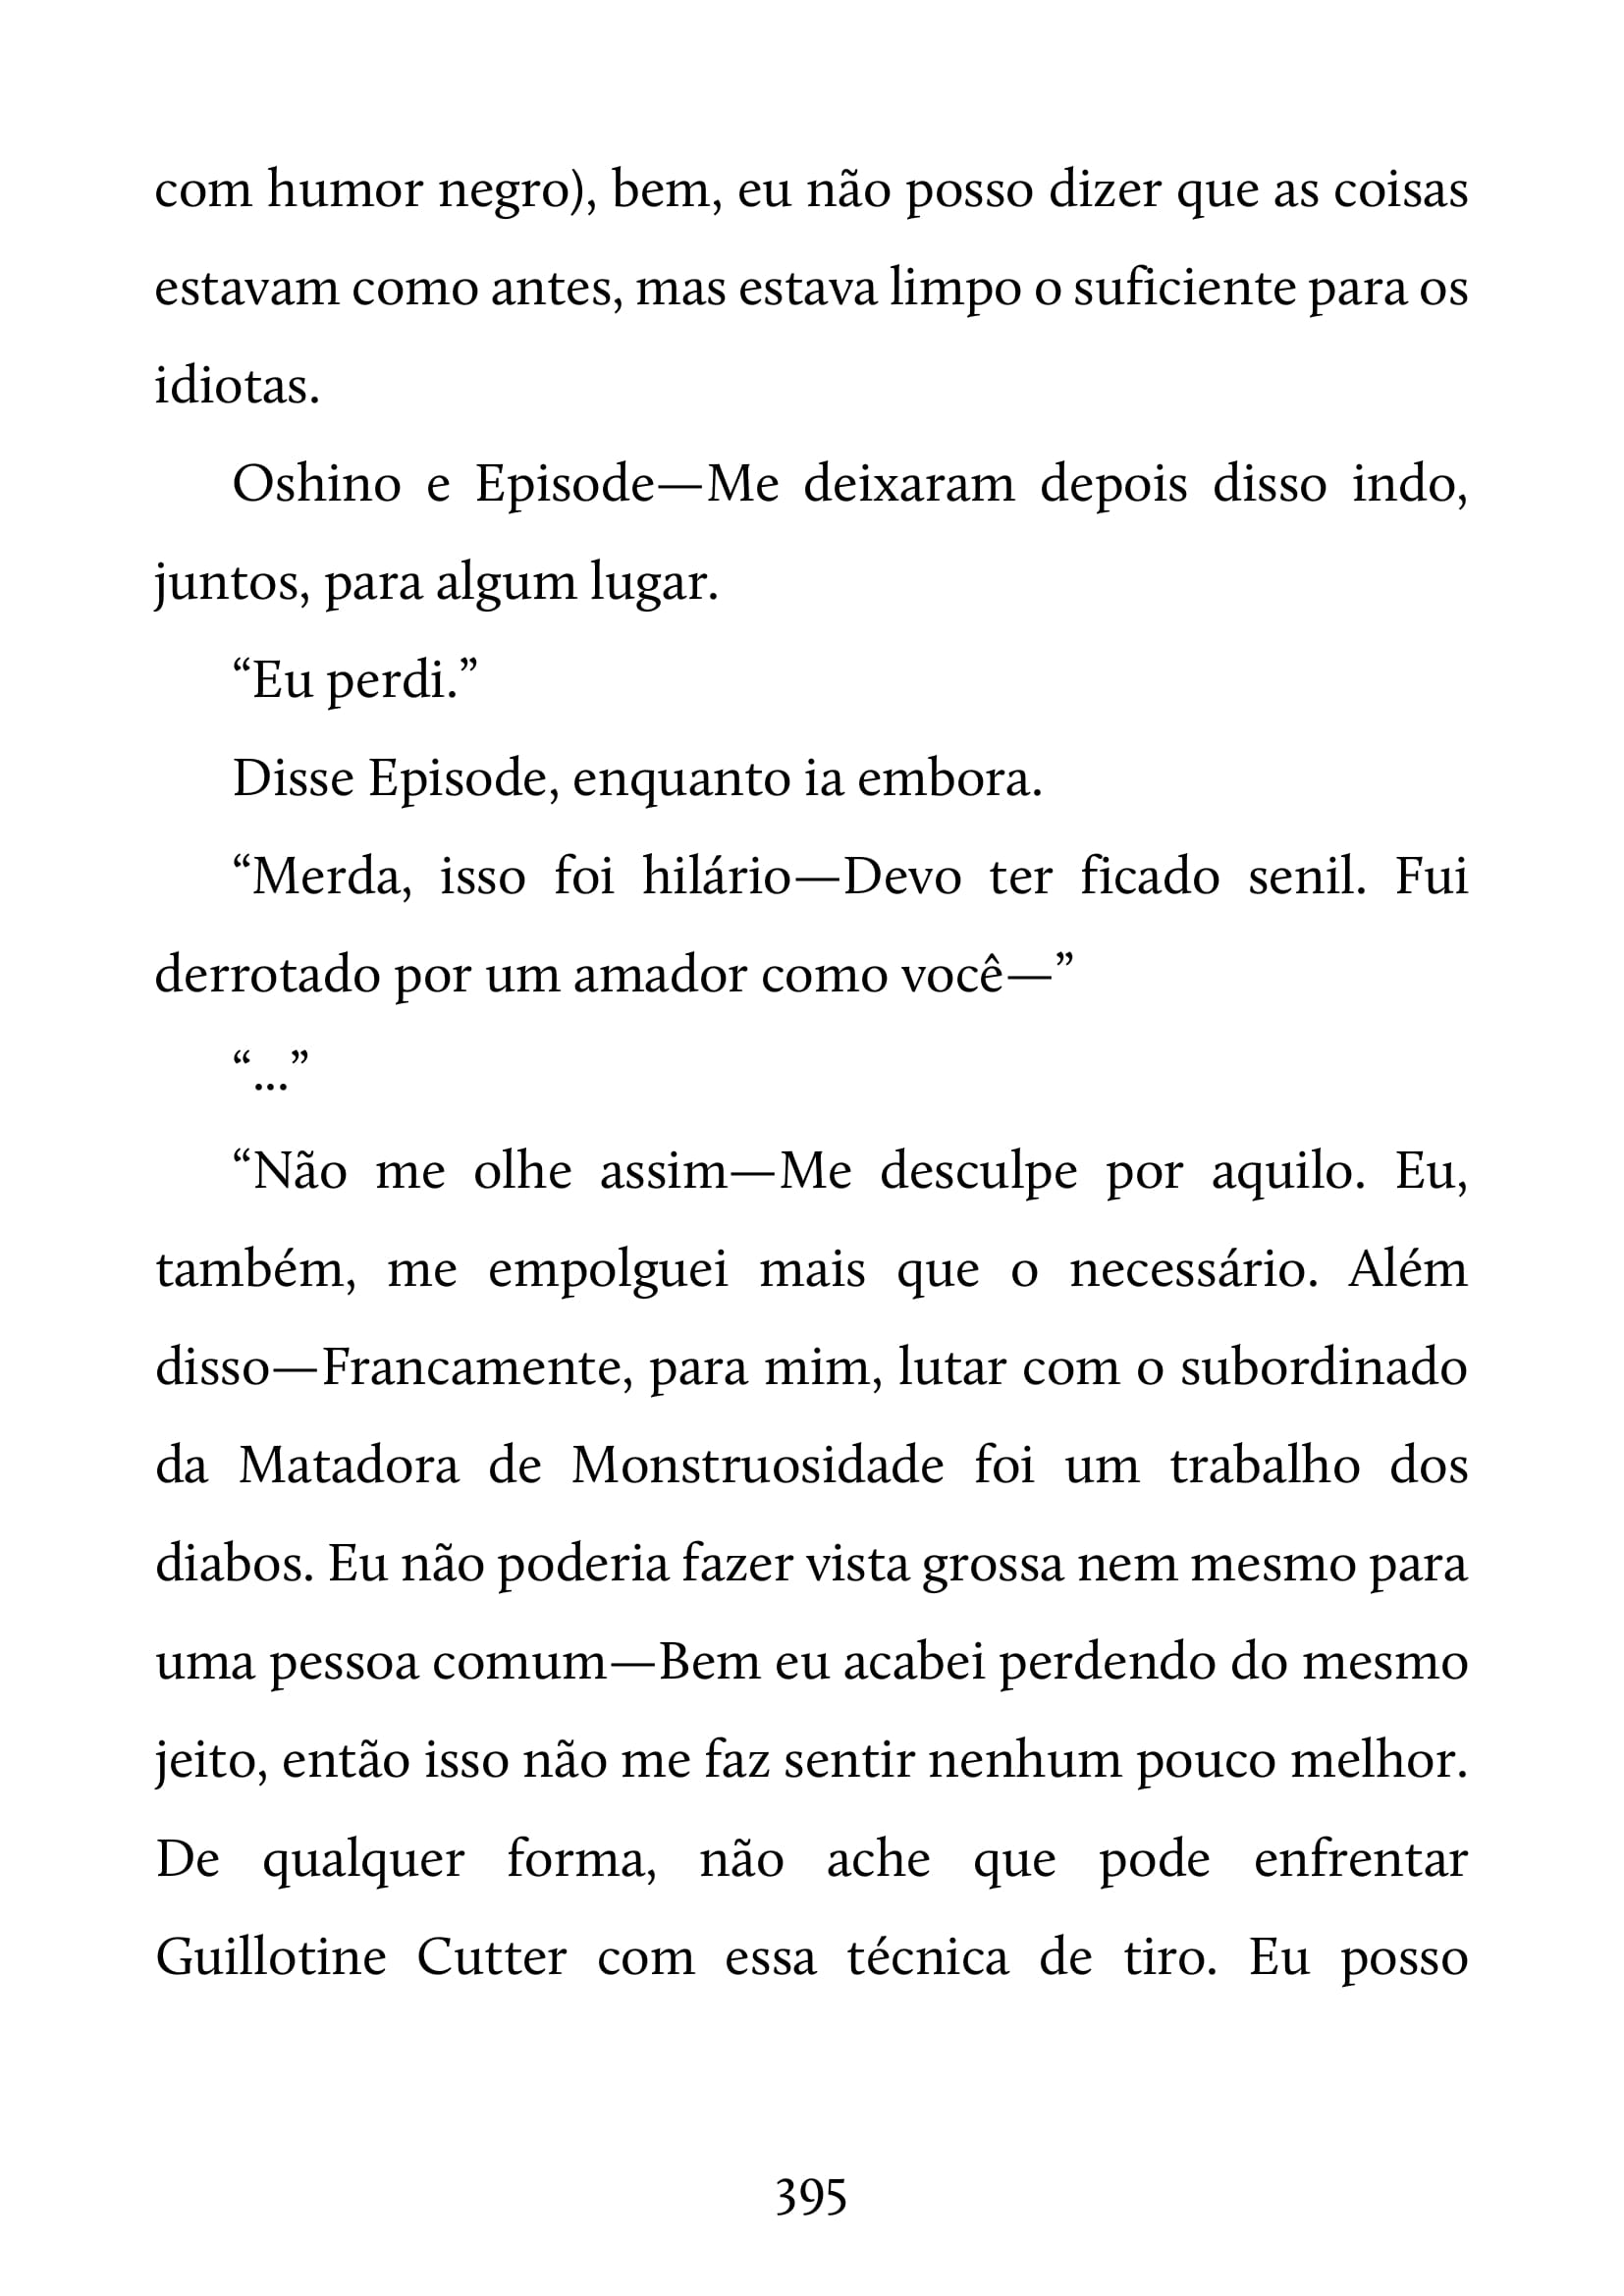 com humor negro), bem, eu não posso dizer que as coisas
estavam como antes, mas estava limpo o suficiente para os
idiotas.
Oshino e Episode—Me deixaram depois disso indo,
juntos, para algum lugar.
“Eu perdi.”
Disse Episode, enquanto ia embora.
“Merda, isso foi hilário—Devo ter ficado senil. Fui
derrotado por um amador como você—”
“...”
“Não me olhe assim—Me desculpe por aquilo. Eu,
também, me empolguei mais que o necessário. Além
disso—Francamente, para mim, lutar com o subordinado
da Matadora de Monstruosidade foi um trabalho dos
diabos. Eu não poderia fazer vista grossa nem mesmo para
uma pessoa comum—Bem eu acabei perdendo do mesmo
jeito, então isso não me faz sentir nenhum pouco melhor.
De qualquer forma, não ache que pode enfrentar
Guillotine Cutter com essa técnica de tiro. Eu posso
395